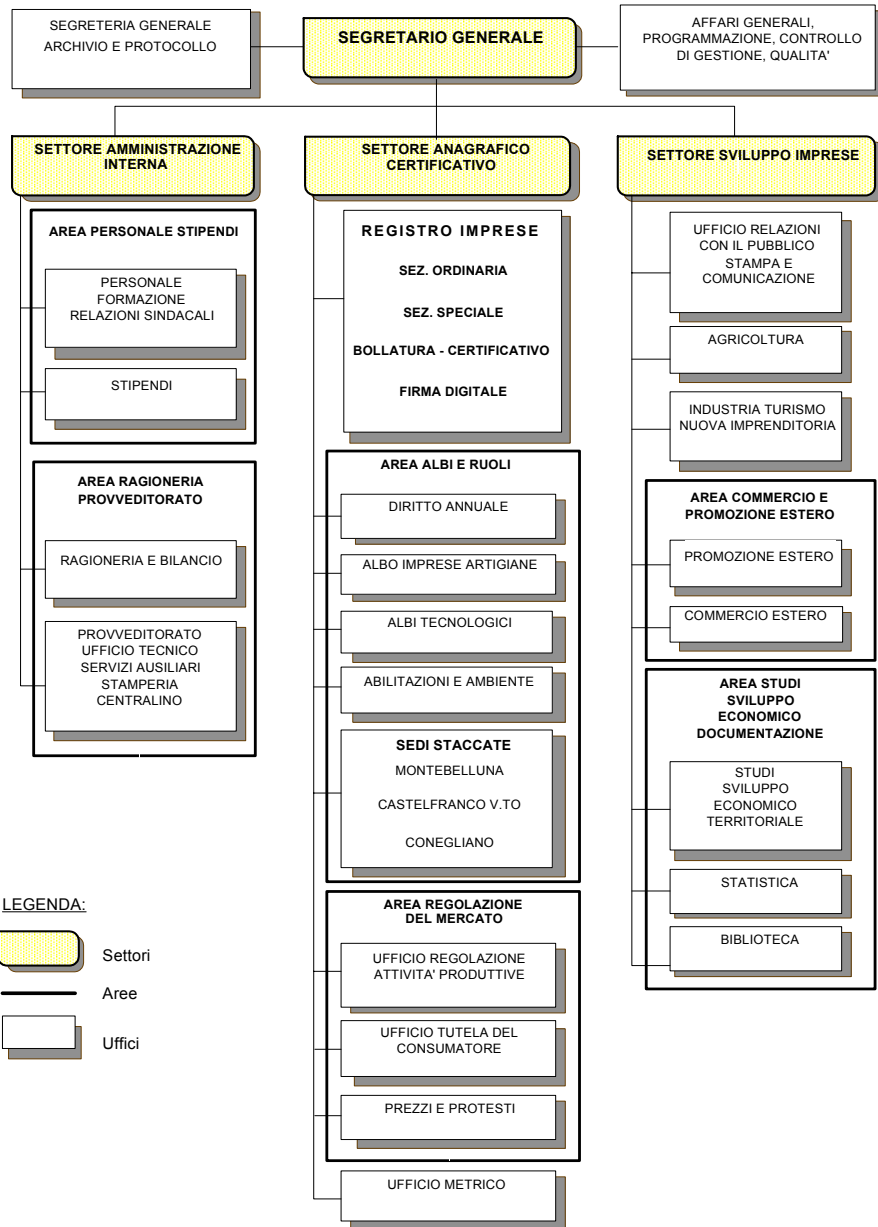 SEGRETERIA GENERALE
ARCHIVIO E PROTOCOLLO
SEGRETARIO GENERALE
AFFARI GENERALI,
PROGRAMMAZIONE, CONTROLLO
DI GESTIONE, QUALITA'
SETTORE AMMINISTRAZIONE
INTERNA
AREA PERSONALE STIPENDI
PERSONALE
FORMAZIONE
RELAZIONI SINDACALI
STIPENDI
AREA RAGIONERIA
PROVVEDITORATO
RAGIONERIA E BILANCIO
PROVVEDITORATO
UFFICIO TECNICO
SERVIZI AUSILIARI
STAMPERIA
CENTRALINO
SETTORE ANAGRAFICO
CERTIFICATIVO
REGISTRO IMPRESE
SEZ. ORDINARIA
SEZ. SPECIALE
BOLLATURA - CERTIFICATIVO
FIRMA DIGITALE
AREA ALBI E RUOLI
DIRITTO ANNUALE
ALBO IMPRESE ARTIGIANE
ALBI TECNOLOGICI
ABILITAZIONI E AMBIENTE
SEDI STACCATE
MONTEBELLUNA
CASTELFRANCO V.TO
CONEGLIANO
AREA REGOLAZIONE
DEL MERCATO
UFFICIO REGOLAZIONE
ATTIVITA' PRODUTTIVE
UFFICIO TUTELA DEL
CONSUMATORE
PREZZI E PROTESTI
UFFICIO METRICO
SETTORE SVILUPPO IMPRESE
UFFICIO RELAZIONI
CON IL PUBBLICO
STAMPA E
COMUNICAZIONE
AGRICOLTURA
INDUSTRIA TURISMO
NUOVA IMPRENDITORIA
AREA COMMERCIO E
PROMOZIONE ESTERO
PROMOZIONE ESTERO
COMMERCIO ESTERO
AREA STUDI
SVILUPPO
ECONOMICO
DOCUMENTAZIONE
STUDI
SVILUPPO
ECONOMICO
TERRITORIALE
STATISTICA
BIBLIOTECA
LEGENDA:
Settori
Aree
Uffici